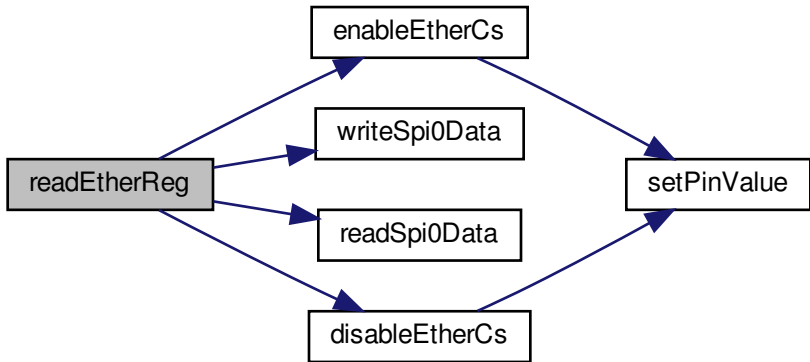 enableEtherCs
writeSpi0Data
readEtherReg
setPinValue
readSpi0Data
disableEtherCs